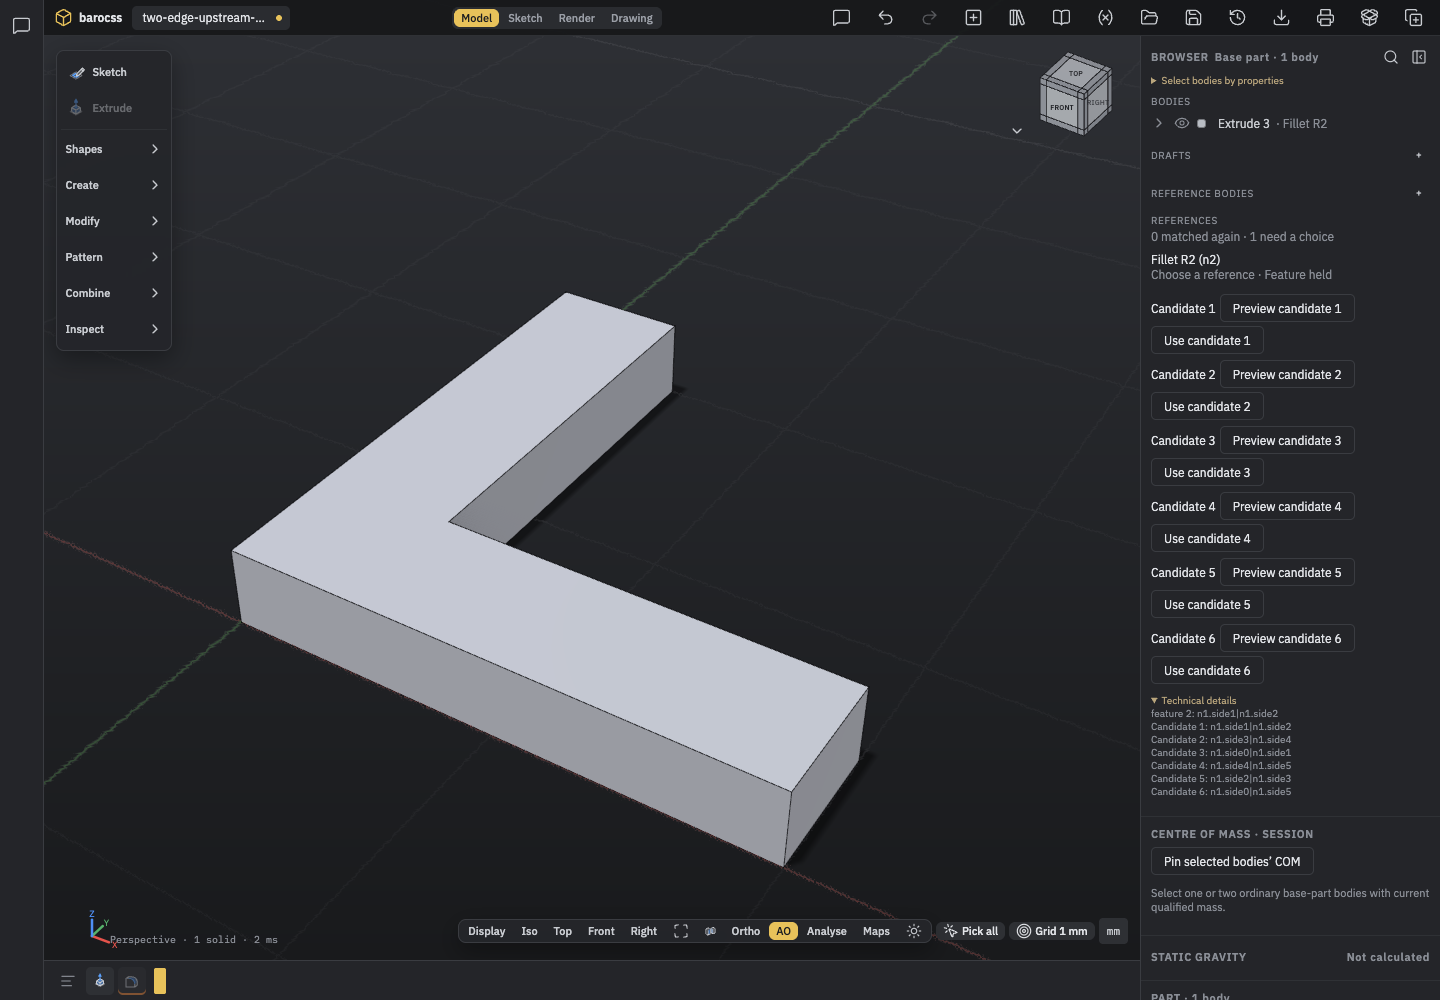 barocss
two-edge-upstream-...
Model Sketch Render Drawing
Sketch
Extrude
Shapes
Create
Modify
Pattern
Combine
Inspect
TOP
FRONT
RIGHT
BROWSER Base part · 1 body
Select bodies by properties
BODIES
Extrude 3 · Fillet R2
DRAFTS
REFERENCE BODIES
REFERENCES
0 matched again · 1 need a choice
Fillet R2 (n2)
Choose a reference · Feature held
Candidate 1 Preview candidate 1
Use candidate 1
Candidate 2 Preview candidate 2
Use candidate 2
Candidate 3 Preview candidate 3
Use candidate 3
Candidate 4 Preview candidate 4
Use candidate 4
Candidate 5 Preview candidate 5
Use candidate 5
Candidate 6 Preview candidate 6
Use candidate 6
Technical details
feature 2: n1.side1|n1.side2
Candidate 1: n1.side1|n1.side2
Candidate 2: n1.side3|n1.side4
Candidate 3: n1.side0|n1.side1
Candidate 4: n1.side4|n1.side5
Candidate 5: n1.side2|n1.side3
Candidate 6: n1.side0|n1.side5
CENTRE OF MASS · SESSION
Pin selected bodies' COM
Select one or two ordinary base-part bodies with current
qualified mass.
STATIC GRAVITY Not calculated
PART · 1 body
Z
Y
X
Perspective · 1 solid · 2 ms
Display Iso Top Front Right Ortho AO Analyse Maps
Pick all
Grid 1 mm
mm